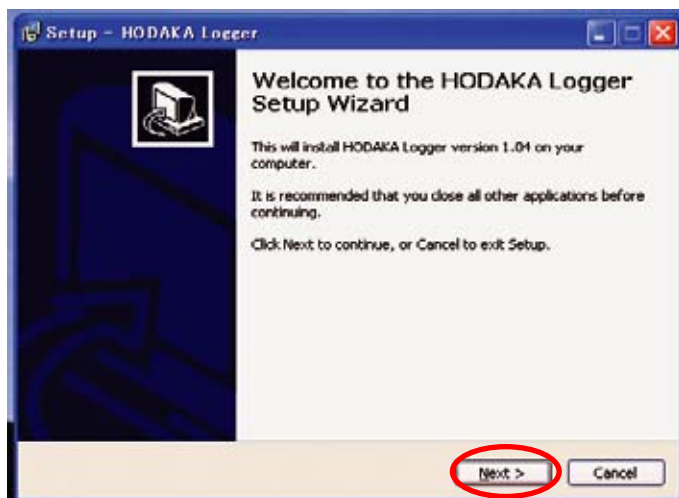 Setup - HODAKA Logger
Welcome to the HODAKA Logger
Setup Wizard
This will install HODAKA Logger version 1.04 on your
computer.
It is recommended that you close all other applications before
continuing.
Click Next to continue, or Cancel to exit Setup.
Next >
Cancel